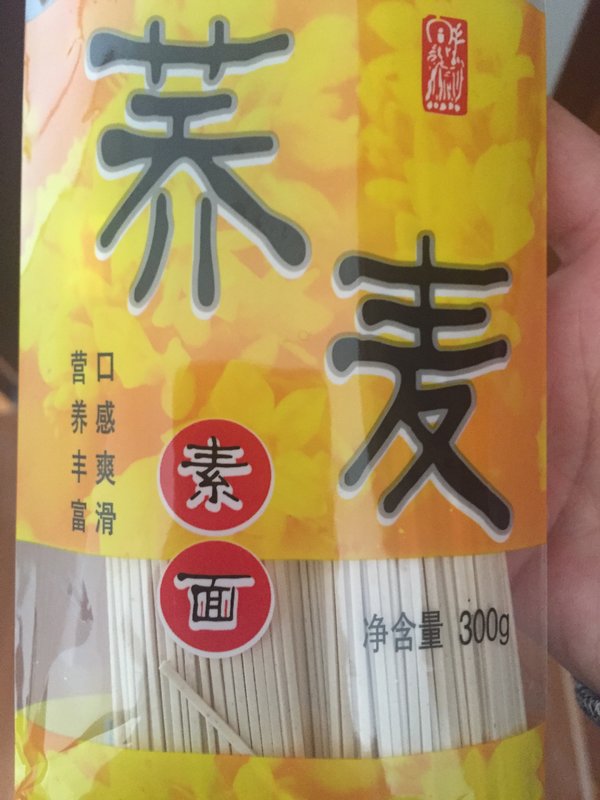 荞麦
口感爽滑
营养丰富
素面
净含量 300g